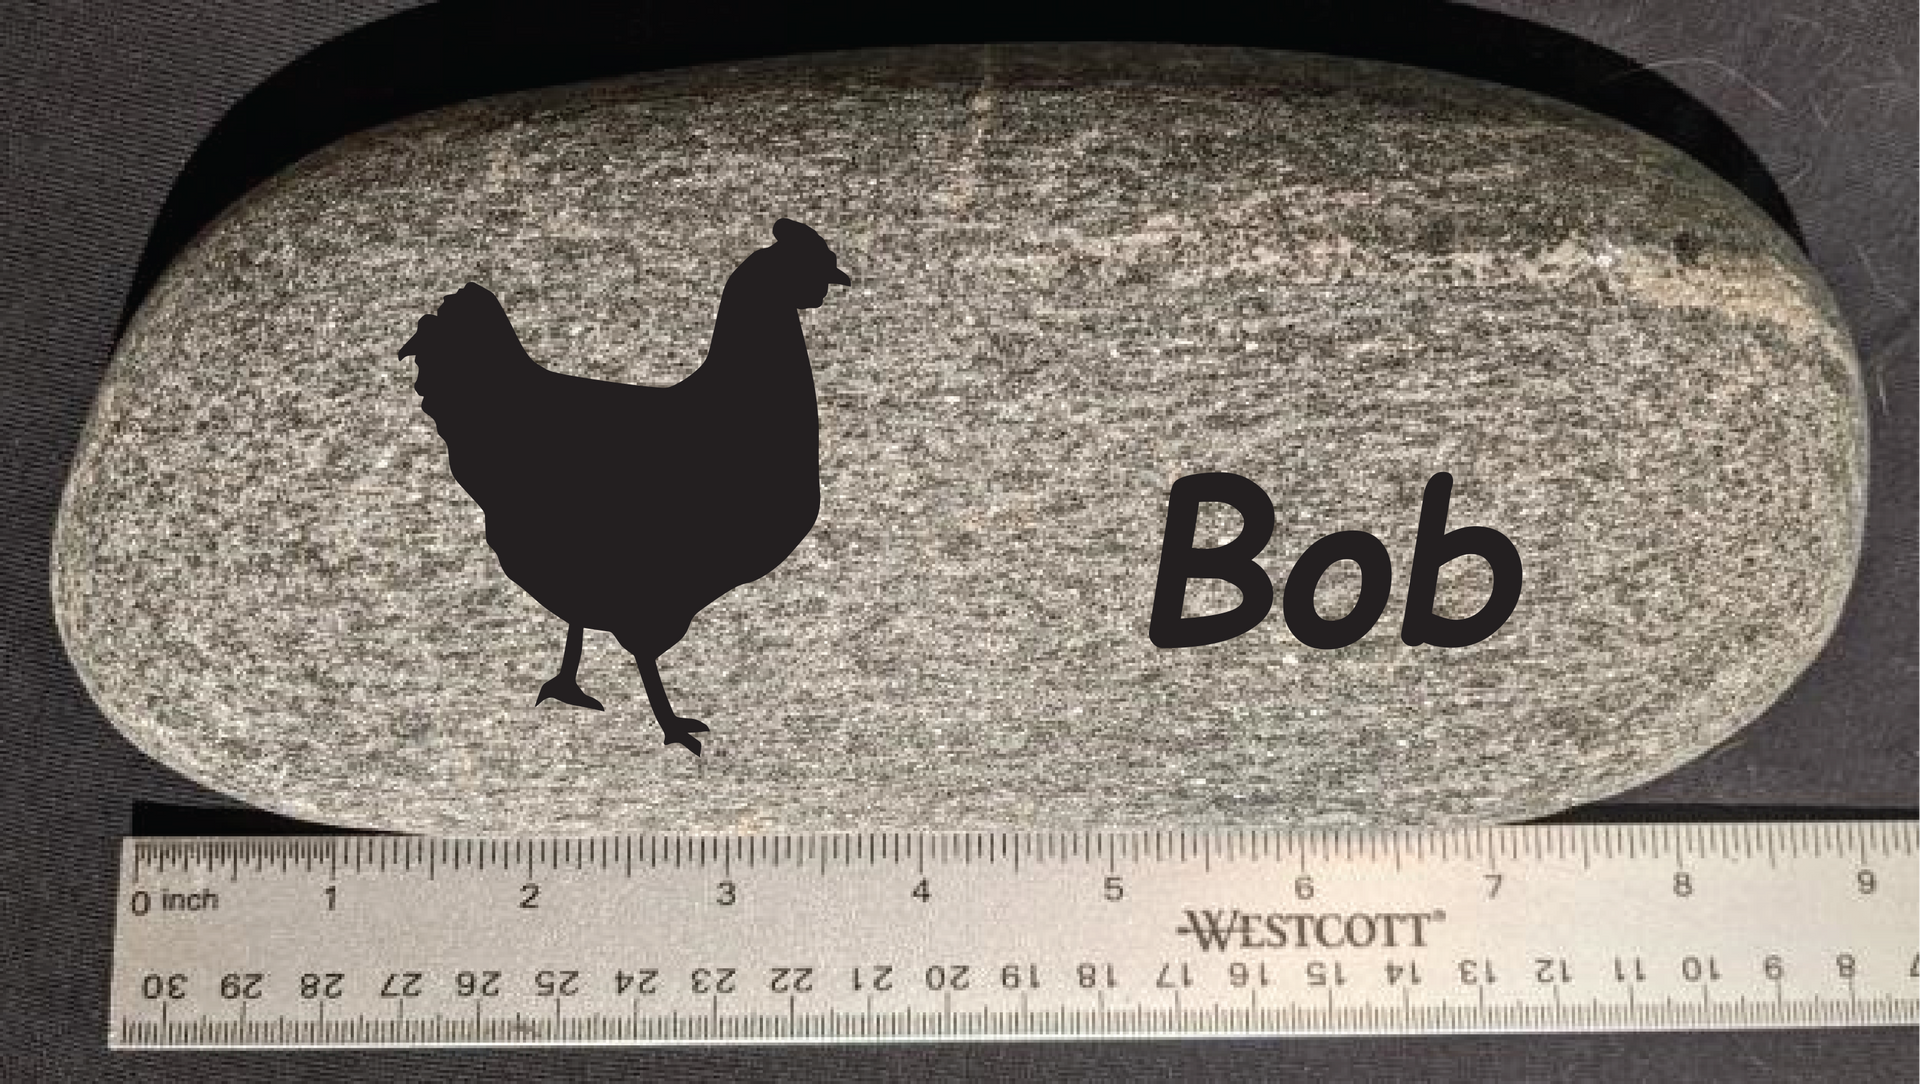 Bob
0 inch 1 2 3 4 5 6 7 8 9
WESTCOTT®
30 29 28 27 26 25 24 23 22 21 20 19 18 17 16 15 14 13 12 11 10 9 8 7